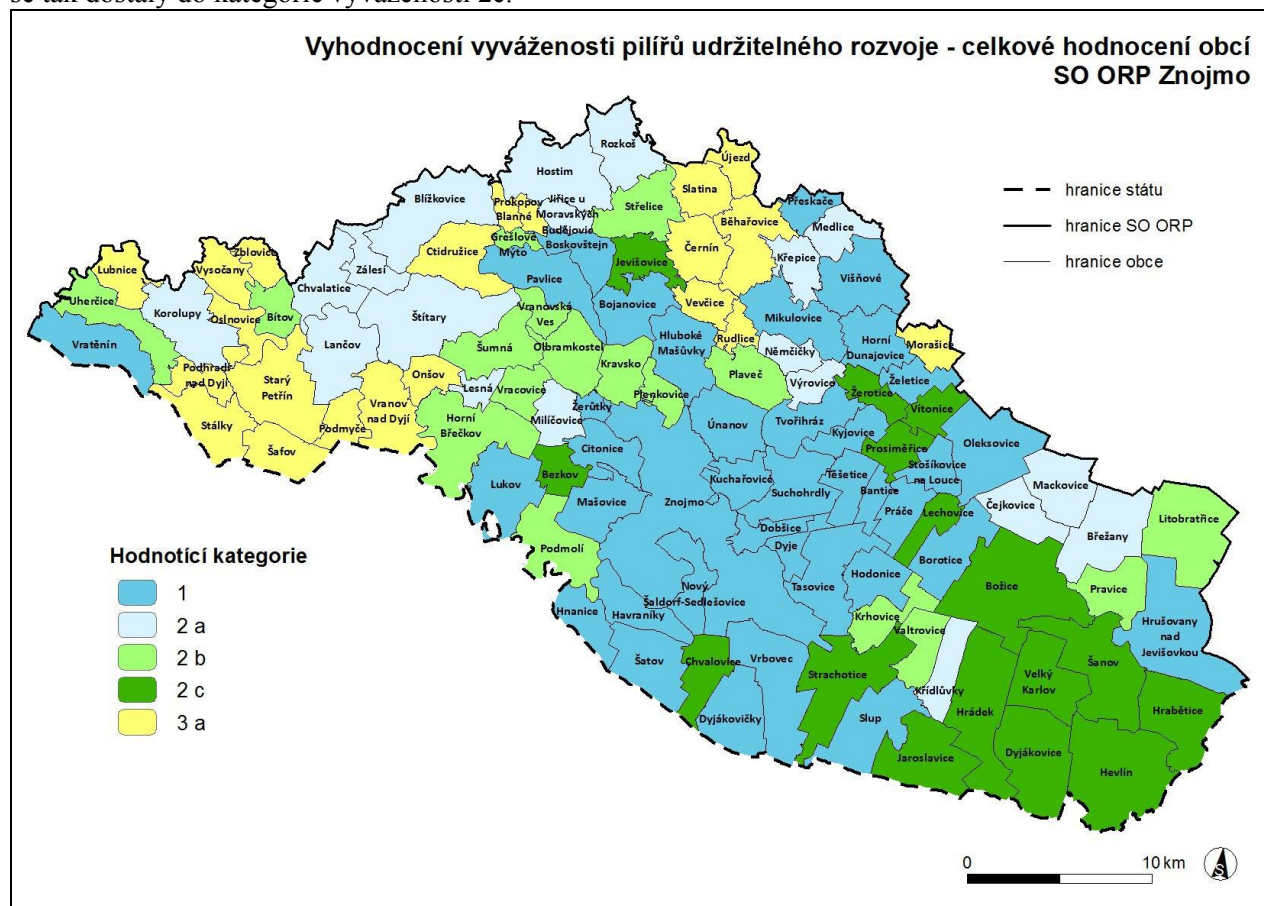 se tak dostaly do kategorie vyváženosti 2c.
Vyhodnocení vyváženosti pilířů udržitelného rozvoje - celkové hodnocení obcí
SO ORP Znojmo
hranice státu
hranice SO ORP
hranice obce
Rozkoš
Újezd
Hostim
Slatina
Blížkovice
Prokopov
Blanné
Jiřice u
Moravských
Budějovic
Střelice
Běhařovice
Přeskače
Medlice
Grešlové
Mýto
Boskovštejn
Zblovice
Lubnice
Vysočany
Ctidružice
Jevišovice
Černín
Křepice
Višňové
Zálesí
Chvalatice
Pavlice
Uherčice
Korolupy
Oslnovice
Bítov
Štítary
Vranovská
Ves
Bojanovice
Vevčice
Mikulovice
Vratěnín
Lančov
Šumná
Olbramkostel
Hluboké
Mašůvky
Rudlice
Němčičky
Horní
Dunajovice
Morašice
Podhradí
nad Dyjí
Starý
Petřín
Onšov
Kravsko
Plaveč
Výrovice
Želetice
Lesná
Vracovice
Plenkovice
Žerotice
Vítonice
Stálky
Podmyče
Vranov
nad Dyjí
Horní
Břečkov
Milíčovice
Žerůtky
Únanov
Tvořihráz
Kyjovice
Šafov
Citonice
Prosiměřice
Oleksovice
Stošíkovice
na Louce
Bezkov
Lukov
Kuchařovice
Těšetice
Suchohrdly
Bantice
Mackovice
Mašovice
Znojmo
Práče
Lechovice
Čejkovice
Litobratřice
Dobšice
Břežany
Podmolí
Dyje
Borotice
Hodonice
Božice
Tasovice
Pravice
Nový
Šaldorf-Sedlešovice
Hnanice
Havraníky
Krhovice
Valtrovice
Hrušovany
nad
Jevišovkou
Šatov
Chvalovice
Vrbovec
Strachotice
Křídlůvky
Velký
Karlov
Šanov
Dyjákovičky
Slup
Hrádek
Hrabětice
Jaroslavice
Dyjákovice
Hevlín
Hodnotící kategorie
1
2 a
2 b
2 c
3 a
0
10 km
S